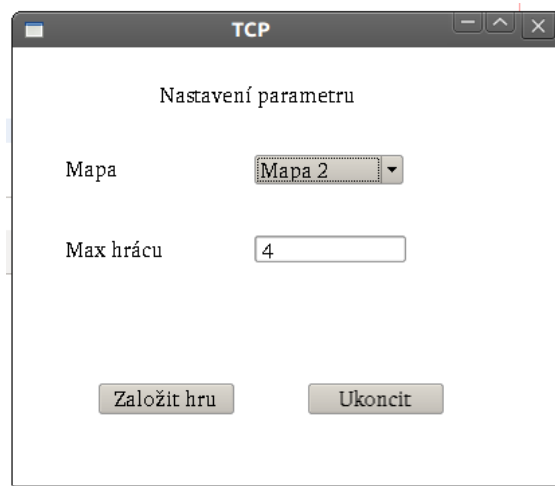 TCP
Nastavení parametru
Mapa
Mapa 2
Max hrácu
4
Založit hru
Ukoncit